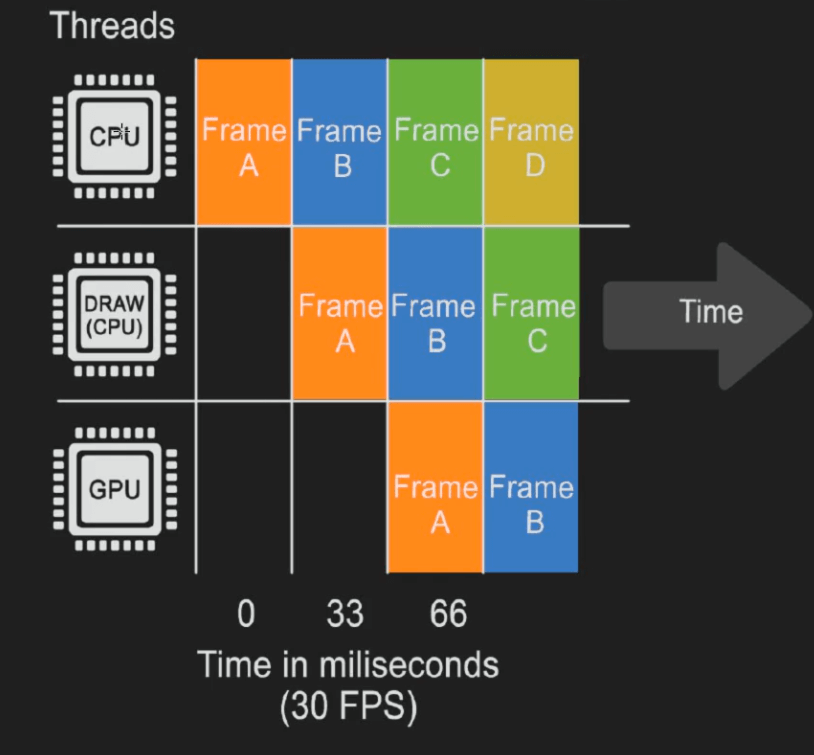 Threads
CPU
Frame A
Frame B
Frame C
Frame D
DRAW
(CPU)
Frame A
Frame B
Frame C
Time
GPU
Frame A
Frame B
0 33 66
Time in miliseconds
(30 FPS)